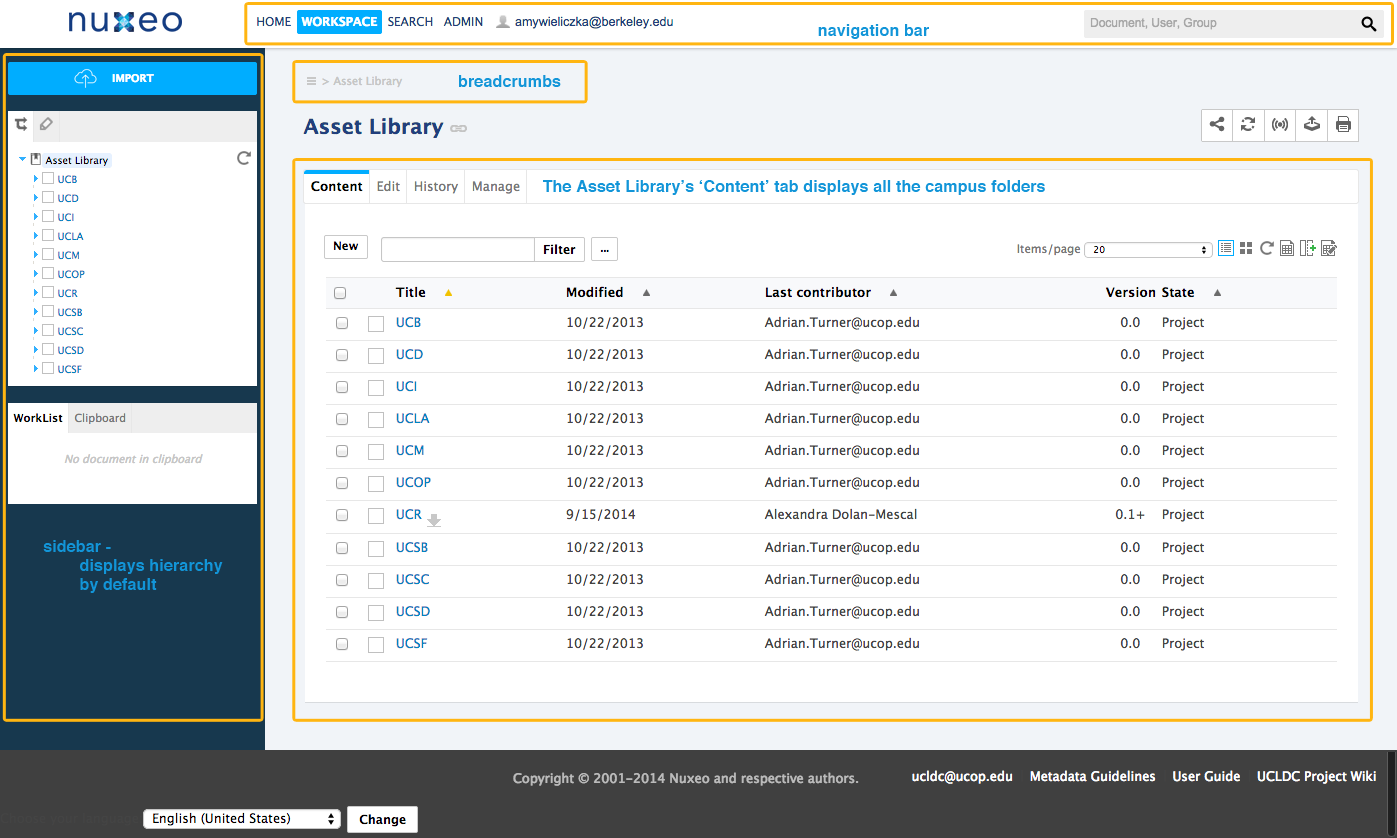 nuxeo
HOME WORKSPACE SEARCH ADMIN amywieliczka@berkeley.edu
navigation bar
Document, User, Group
IMPORT
> Asset Library
breadcrumbs
Asset Library
Asset Library
UCB
UCD
UCI
UCLA
UCM
UCOP
UCR
UCSB
UCSC
UCSD
UCSF
WorkList Clipboard
No document in clipboard
sidebar -
displays hierarchy
by default
Content Edit History Manage
The Asset Library’s ‘Content’ tab displays all the campus folders
New Filter ... Items/page 20
Title Modified Last contributor Version State
UCB 10/22/2013 Adrian.Turner@ucop.edu 0.0 Project
UCD 10/22/2013 Adrian.Turner@ucop.edu 0.0 Project
UCI 10/22/2013 Adrian.Turner@ucop.edu 0.0 Project
UCLA 10/22/2013 Adrian.Turner@ucop.edu 0.0 Project
UCM 10/22/2013 Adrian.Turner@ucop.edu 0.0 Project
UCOP 10/22/2013 Adrian.Turner@ucop.edu 0.0 Project
UCR 9/15/2014 Alexandra Dolan-Mescal 0.1+ Project
UCSB 10/22/2013 Adrian.Turner@ucop.edu 0.0 Project
UCSC 10/22/2013 Adrian.Turner@ucop.edu 0.0 Project
UCSD 10/22/2013 Adrian.Turner@ucop.edu 0.0 Project
UCSF 10/22/2013 Adrian.Turner@ucop.edu 0.0 Project
Copyright © 2001-2014 Nuxeo and respective authors.
ucldc@ucop.edu Metadata Guidelines User Guide UCLDC Project Wiki
English (United States) Change